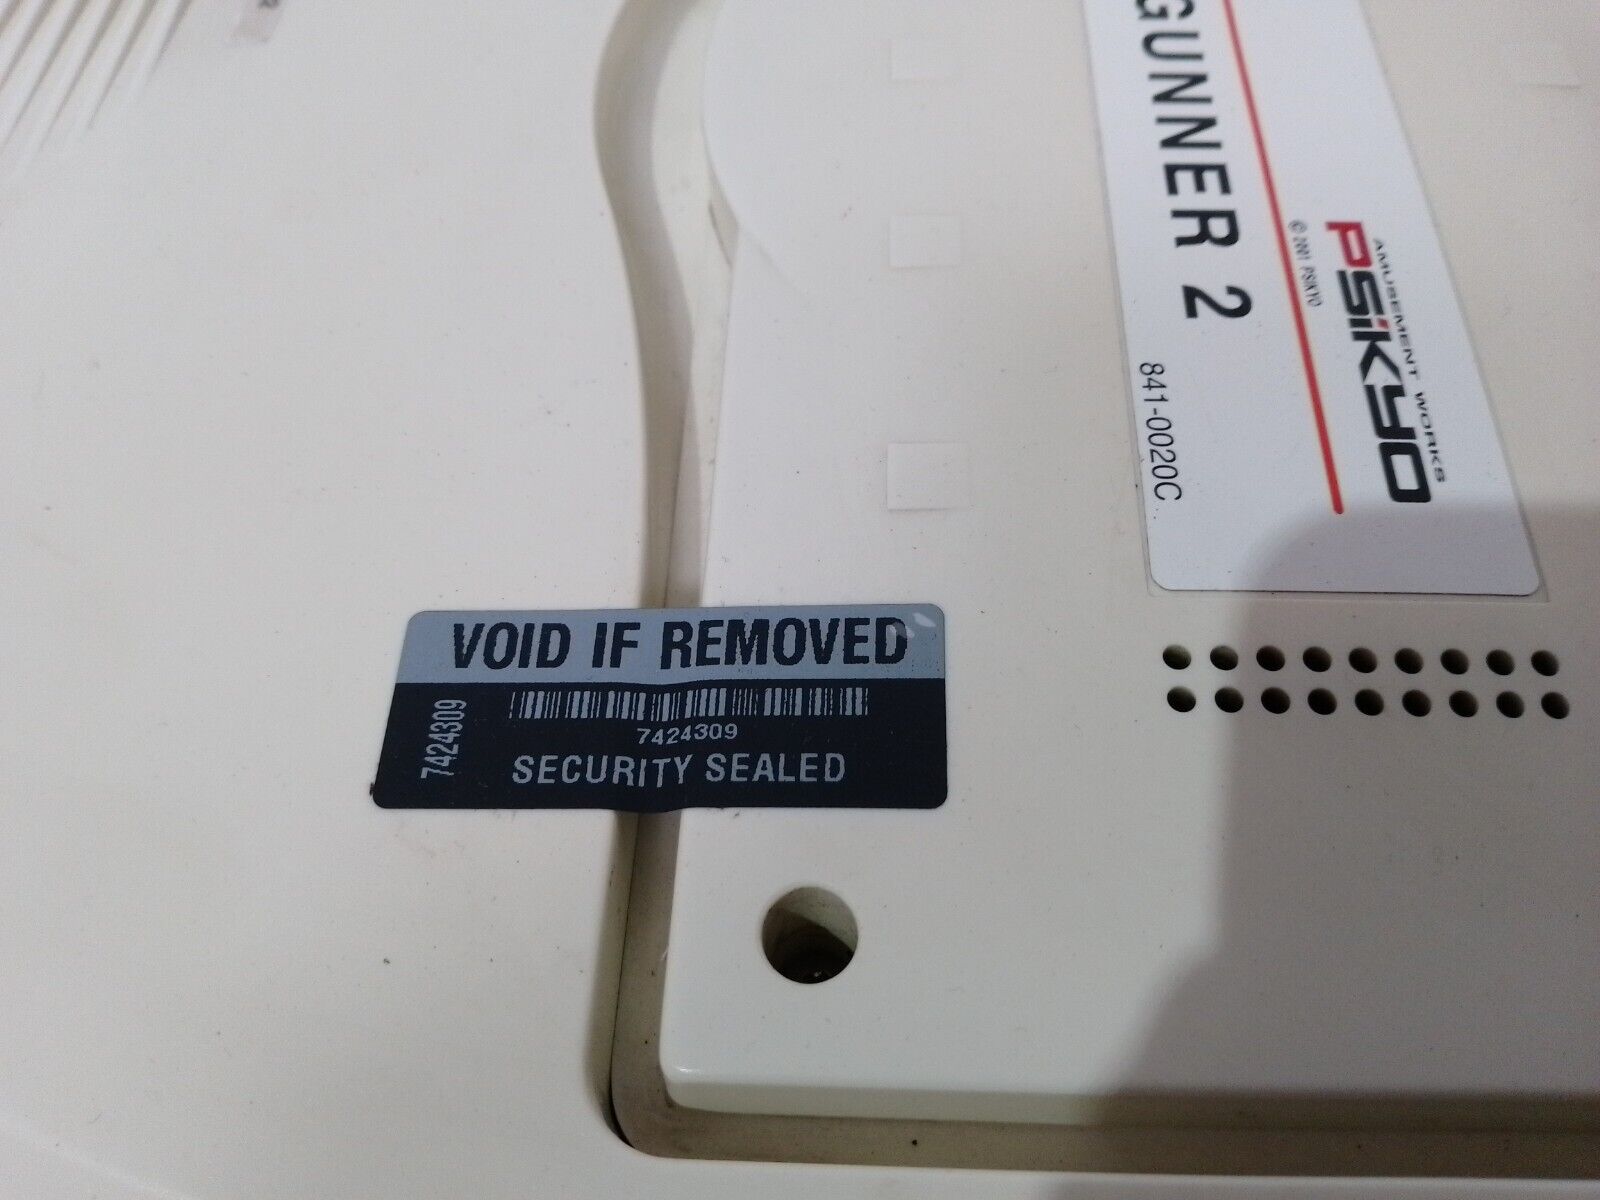 GUNNER 2
© 2001 PSIKYO
AMUSEMENT WORKS
PSiKYO
841-0020C
VOID IF REMOVED
7424309
7424309
SECURITY SEALED